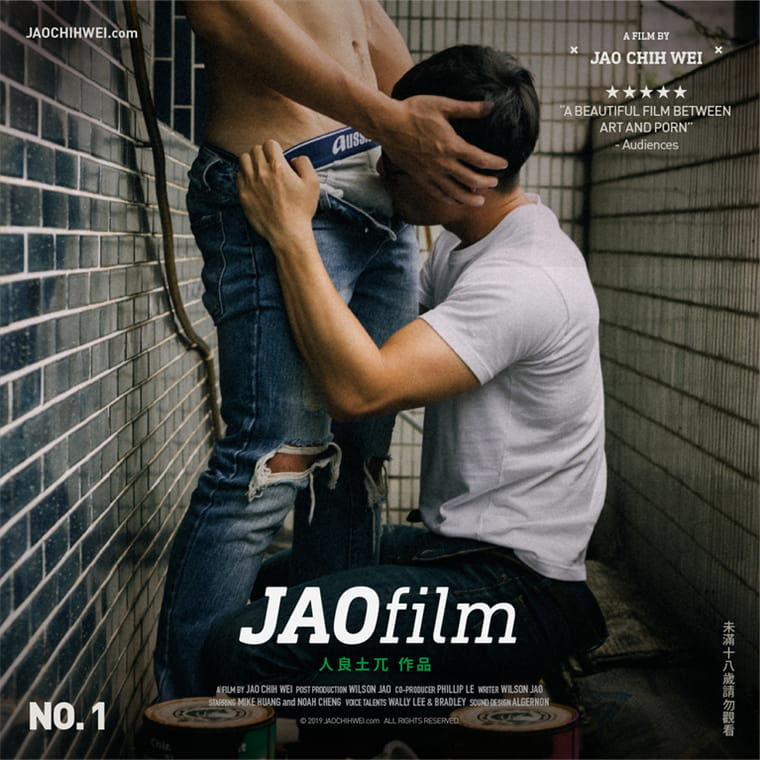 JAOCHIHWEI.com
A FILM BY
JAO CHIH WEI
★★★★★
"A BEAUTIFUL FILM BETWEEN
ART AND PORN"
- Audiences
aussi
JAOfilm
人良土兀 作品
A FILM BY JAO CHIH WEI POST PRODUCTION WILSON JAO CO-PRODUCER PHILLIP LE WRITER WILSON JAO
STARRING MIKE HUANG and NOAH CHENG VOICE TALENTS WALLY LEE & BRADLEY SOUND DESIGN ALGERNON
© 2019 JAOCHIHWEI.com ALL RIGHTS RESERVED.
NO. 1
未滿十八歲請勿觀看